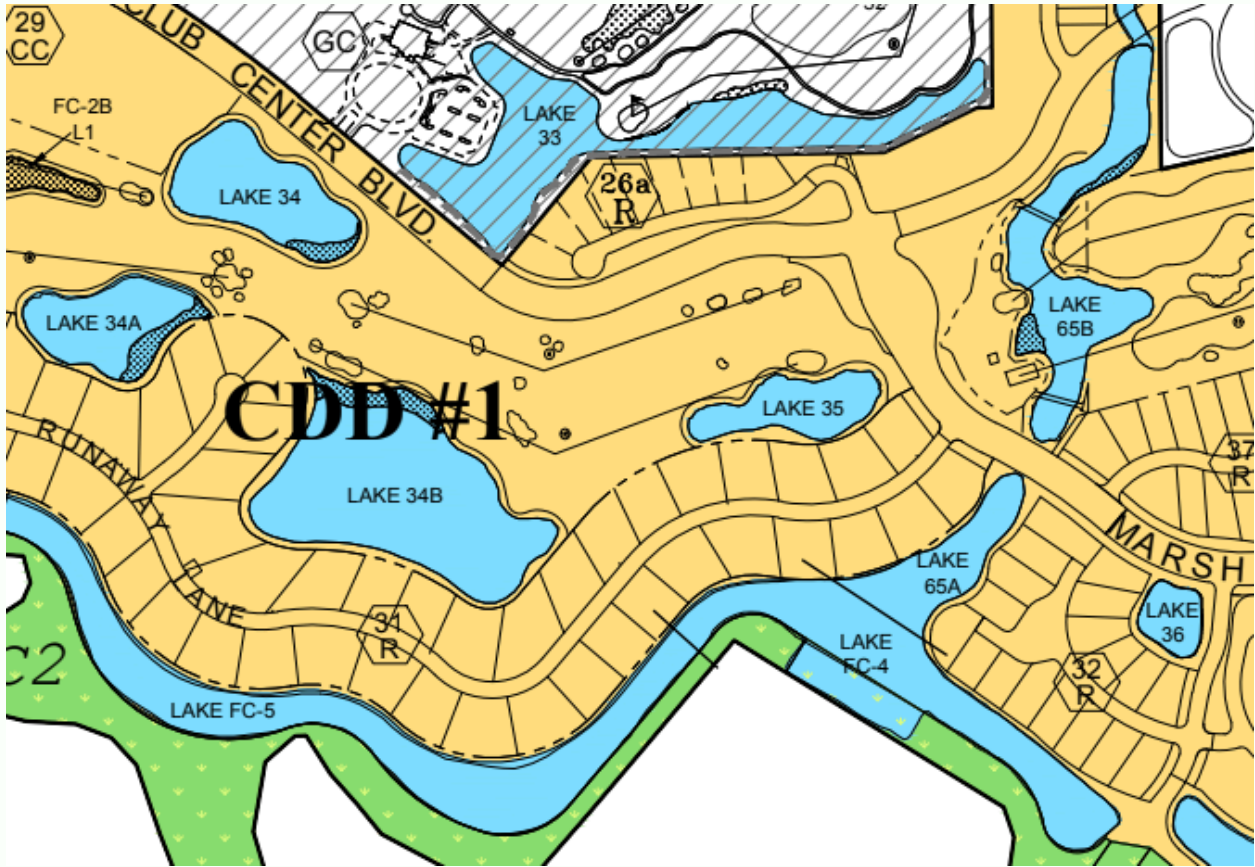 29
CC
CLUB CENTER BLVD.
GC
FC-2B
L1
LAKE
33
LAKE 34
26a
R
LAKE 34A
LAKE
65B
CDD #1
LAKE 35
RUNAWAY LANE
LAKE 34B
37
R
MARSH
LAKE
65A
LAKE
36
31
R
LAKE
FC-4
C2
32
R
LAKE FC-5